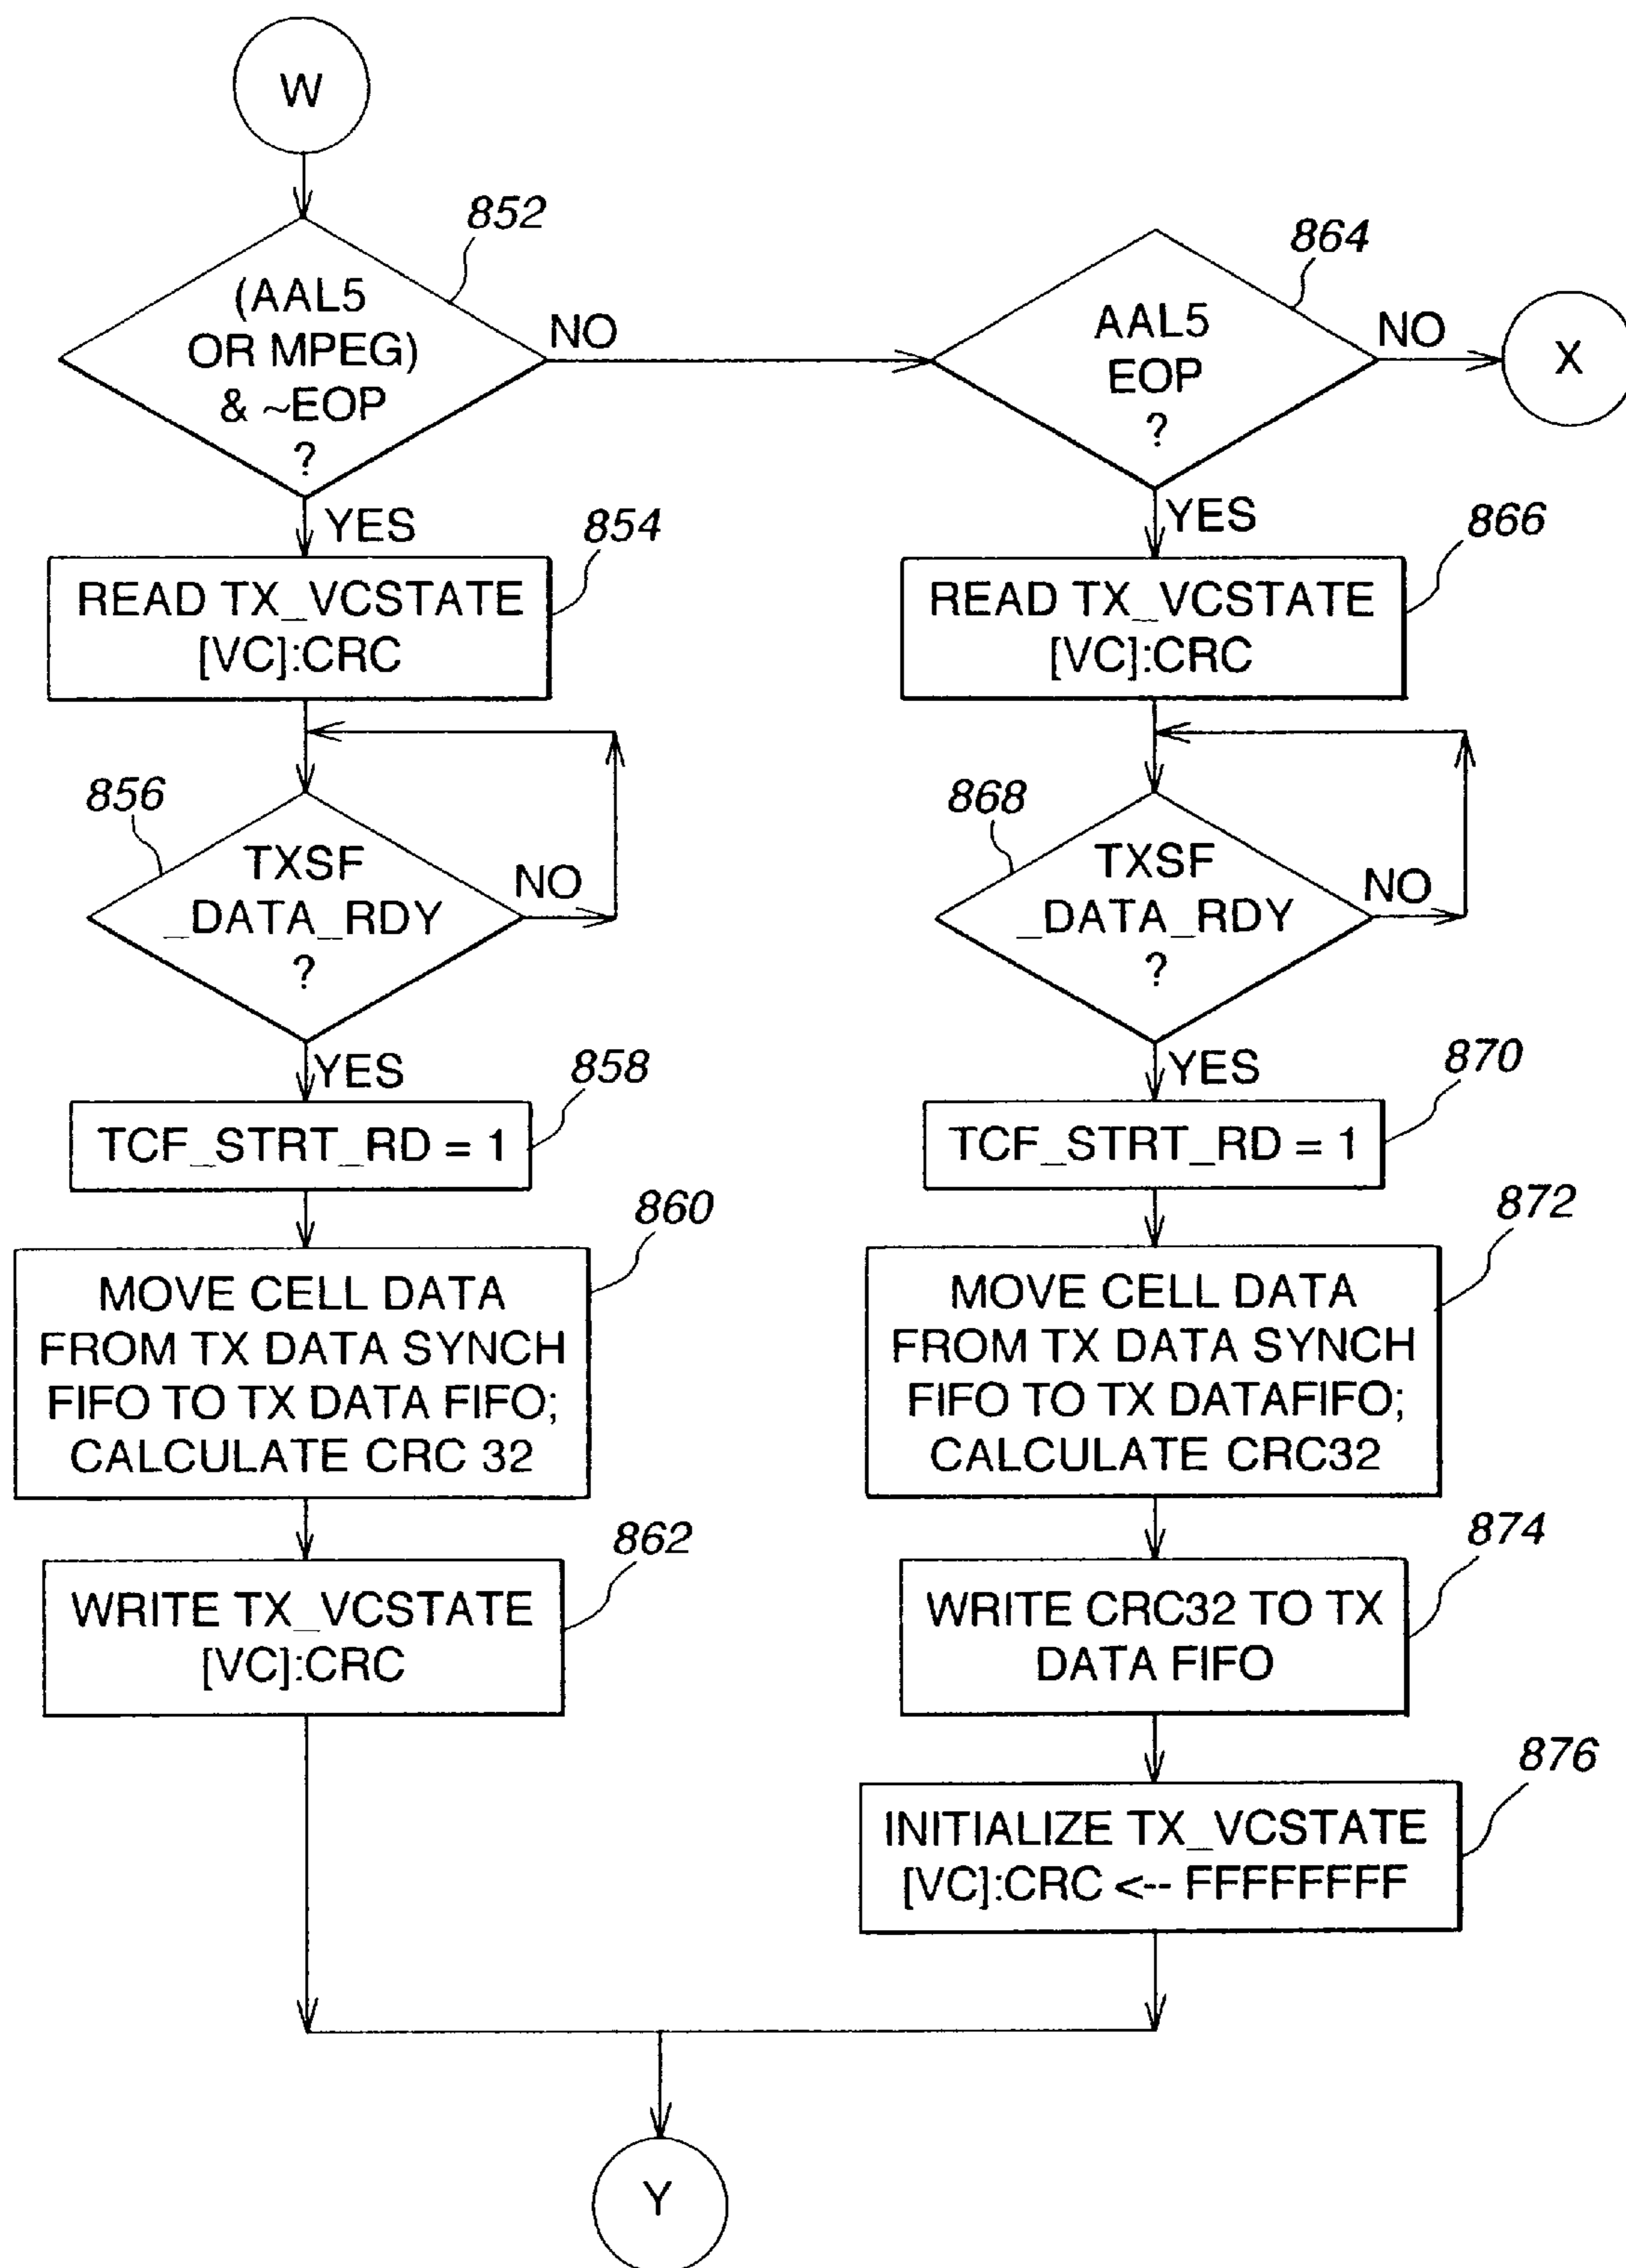 W
852
(AAL5
OR MPEG)
& ~EOP
?
NO
YES
854
READ TX_VCSTATE
[VC]:CRC
856
TXSF
_DATA_RDY
?
NO
YES
858
TCF_STRT_RD = 1
860
MOVE CELL DATA
FROM TX DATA SYNCH
FIFO TO TX DATA FIFO;
CALCULATE CRC 32
862
WRITE TX_VCSTATE
[VC]:CRC
864
AAL5
EOP
?
NO
X
YES
866
READ TX_VCSTATE
[VC]:CRC
868
TXSF
_DATA_RDY
?
NO
YES
870
TCF_STRT_RD = 1
872
MOVE CELL DATA
FROM TX DATA SYNCH
FIFO TO TX DATAFIFO;
CALCULATE CRC32
874
WRITE CRC32 TO TX
DATA FIFO
876
INITIALIZE TX_VCSTATE
[VC]:CRC <-- FFFFFFFF
Y